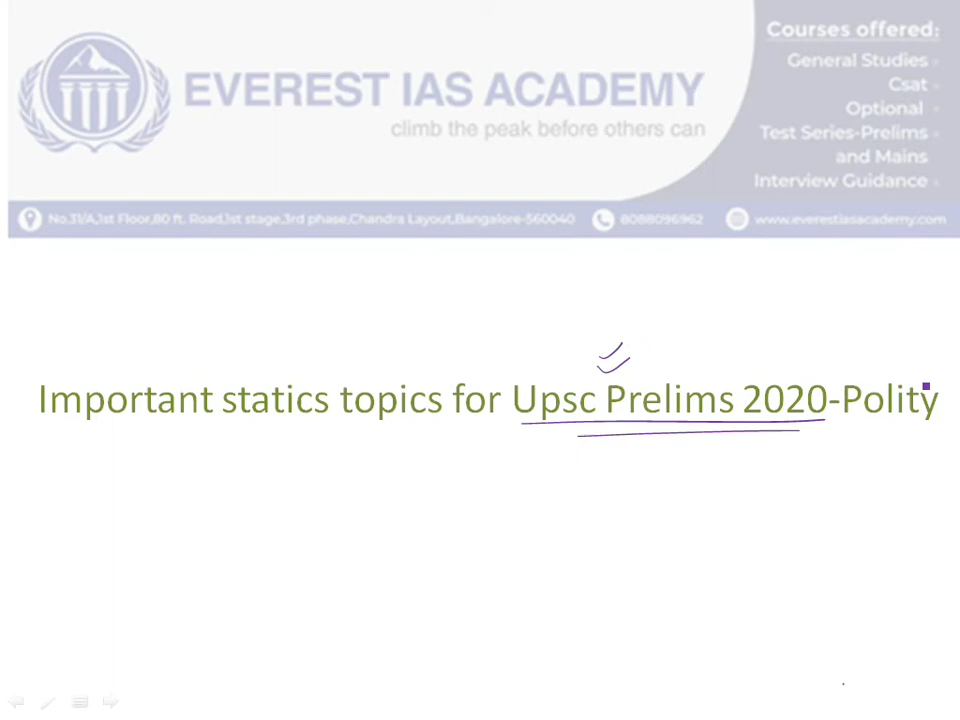 EVEREST IAS ACADEMY
climb the peak before others can
Courses offered:
General Studies
Csat
Optional
Test Series-Prelims
and Mains
Interview Guidance
No.31/A,1st Floor,80 ft. Road,1st stage,3rd phase,Chandra Layout,Bangalore-560040 8088096962 www.everestiasacademy.com
Important statics topics for Upsc Prelims 2020-Polity